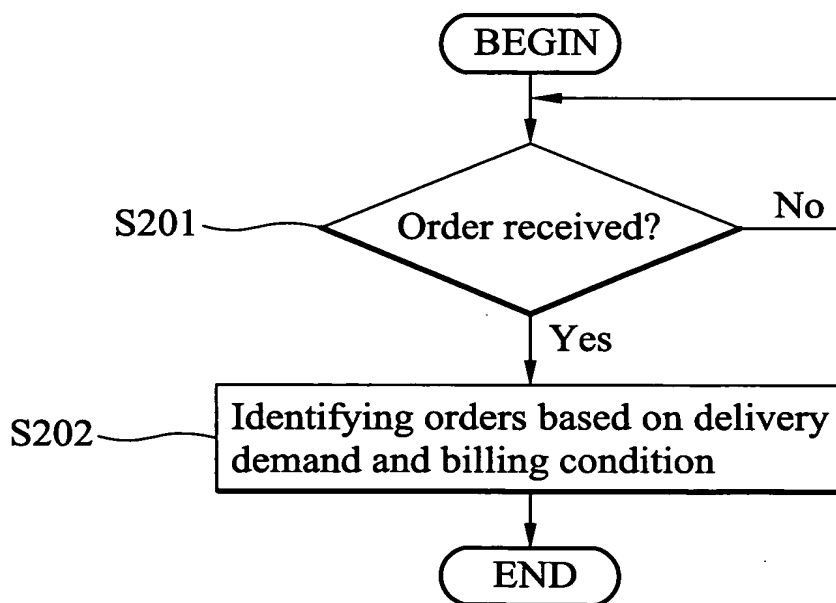 BEGIN
S201
Order received?
No
Yes
S202
Identifying orders based on delivery
demand and billing condition
END